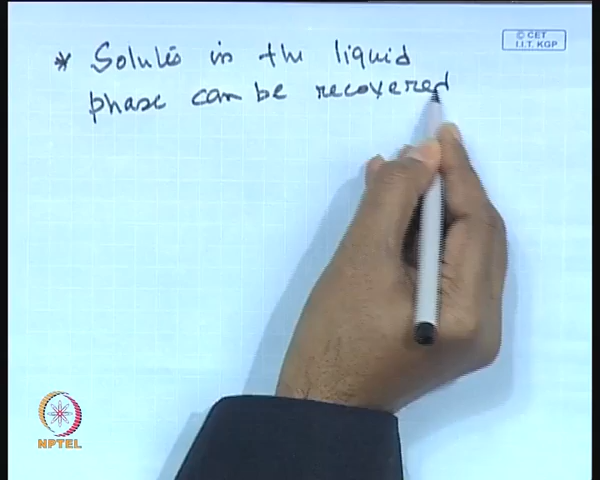 © CET
I.I.T. KGP
* Solutes in the liquid
phase can be recovered
NPTEL